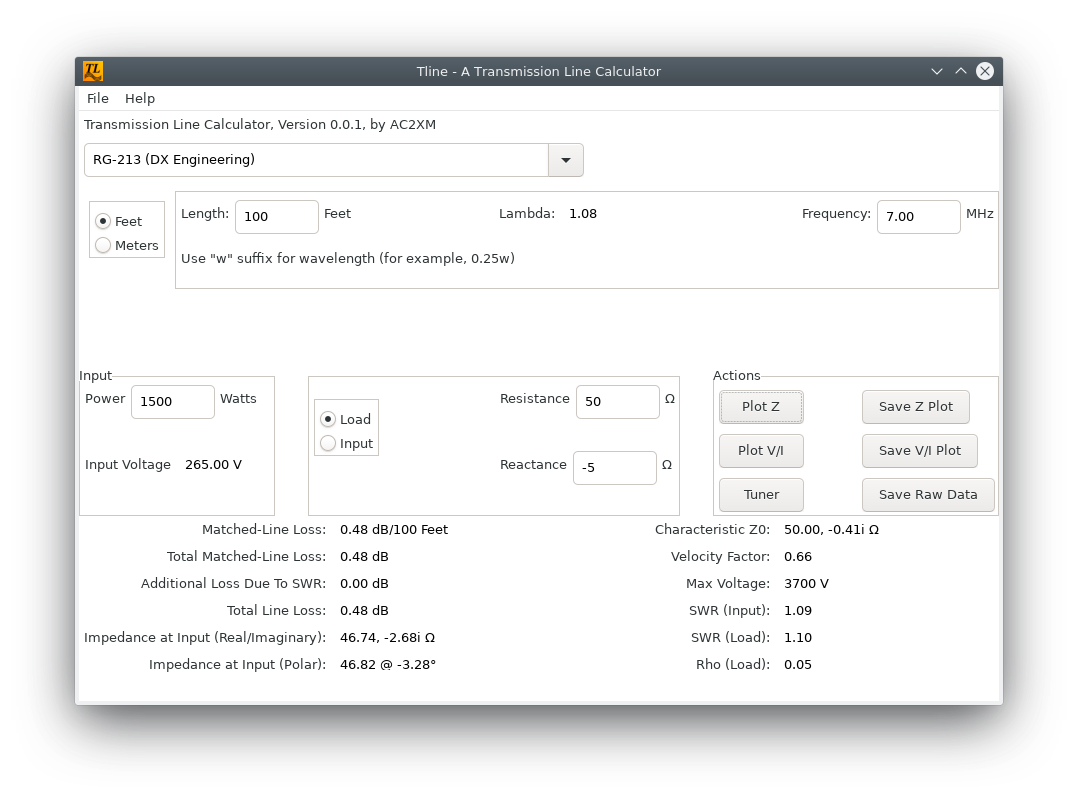 TL
Tline - A Transmission Line Calculator
File Help
Transmission Line Calculator, Version 0.0.1, by AC2XM
RG-213 (DX Engineering)
Feet
Meters
Length: 100 Feet Lambda: 1.08 Frequency: 7.00 MHz
Use "w" suffix for wavelength (for example, 0.25w)
Input
Power 1500 Watts
Input Voltage 265.00 V
Load
Input
Resistance 50 Ω
Reactance -5 Ω
Actions
Plot Z Save Z Plot
Plot V/I Save V/I Plot
Tuner Save Raw Data
Matched-Line Loss: 0.48 dB/100 Feet
Total Matched-Line Loss: 0.48 dB
Additional Loss Due To SWR: 0.00 dB
Total Line Loss: 0.48 dB
Impedance at Input (Real/Imaginary): 46.74, -2.68i Ω
Impedance at Input (Polar): 46.82 @ -3.28°
Characteristic Z0: 50.00, -0.41i Ω
Velocity Factor: 0.66
Max Voltage: 3700 V
SWR (Input): 1.09
SWR (Load): 1.10
Rho (Load): 0.05